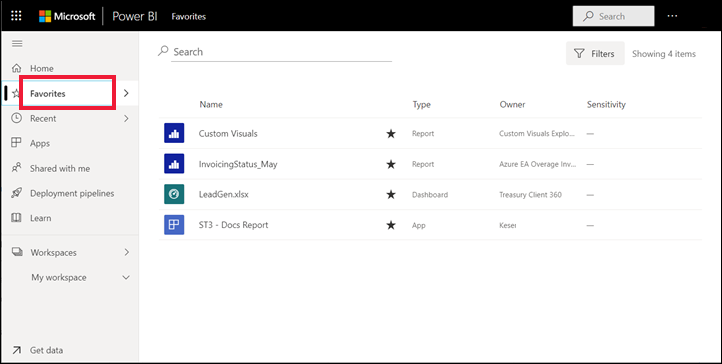 Microsoft Power BI Favorites Search ...
Search Filters Showing 4 items
Home
Favorites
Recent
Apps
Shared with me
Deployment pipelines
Learn
Workspaces
My workspace
Get data
Name Type Owner Sensitivity
Custom Visuals Report Custom Visuals Explo... —
InvoicingStatus_May Report Azure EA Overage Inv... —
LeadGen.xlsx Dashboard Treasury Client 360 —
ST3 - Docs Report App Keser —